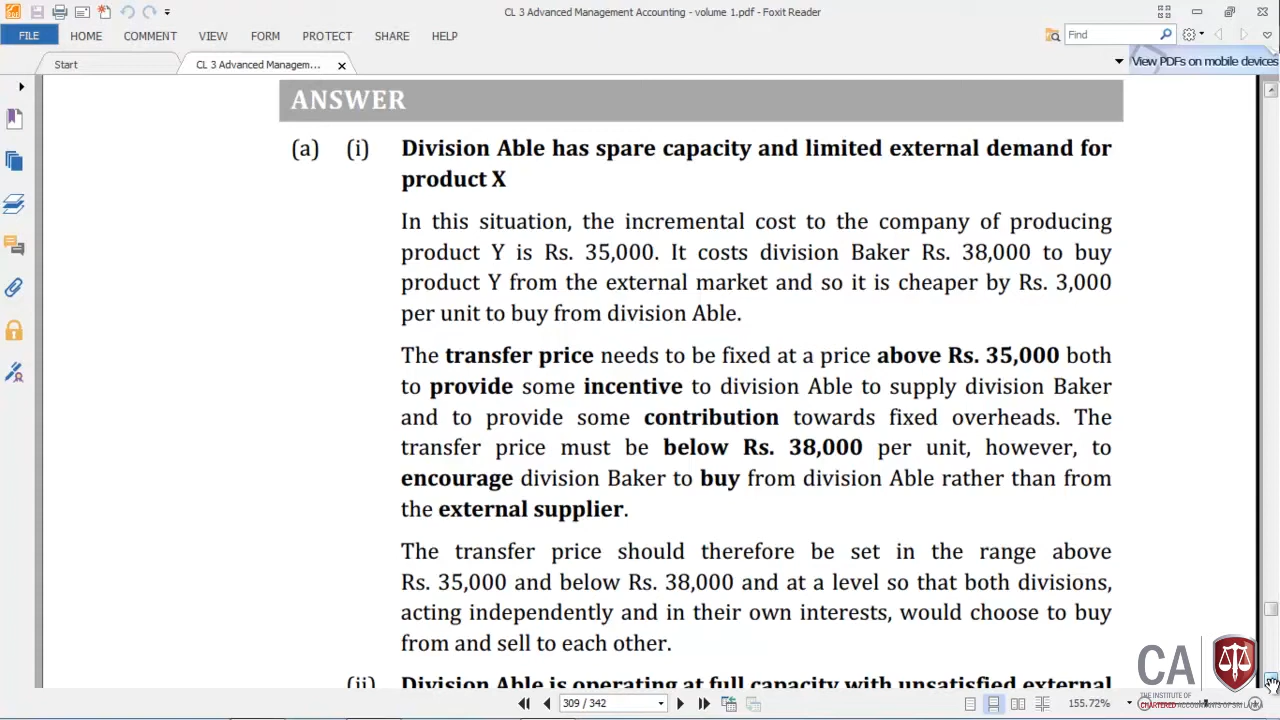 CL 3 Advanced Management Accounting - volume 1.pdf - Foxit Reader
FILE HOME COMMENT VIEW FORM PROTECT SHARE HELP
Find
Start
CL 3 Advanced Managem...
View PDFs on mobile devices
ANSWER
(a) (i) Division Able has spare capacity and limited external demand for
product X
In this situation, the incremental cost to the company of producing
product Y is Rs. 35,000. It costs division Baker Rs. 38,000 to buy
product Y from the external market and so it is cheaper by Rs. 3,000
per unit to buy from division Able.
The transfer price needs to be fixed at a price above Rs. 35,000 both
to provide some incentive to division Able to supply division Baker
and to provide some contribution towards fixed overheads. The
transfer price must be below Rs. 38,000 per unit, however, to
encourage division Baker to buy from division Able rather than from
the external supplier.
The transfer price should therefore be set in the range above
Rs. 35,000 and below Rs. 38,000 and at a level so that both divisions,
acting independently and in their own interests, would choose to buy
from and sell to each other.
(ii) Division Able is operating at full capacity with unsatisfied external
CA
THE INSTITUTE OF
CHARTERED ACCOUNTANTS OF SRI LANKA
309 / 342
155.72%